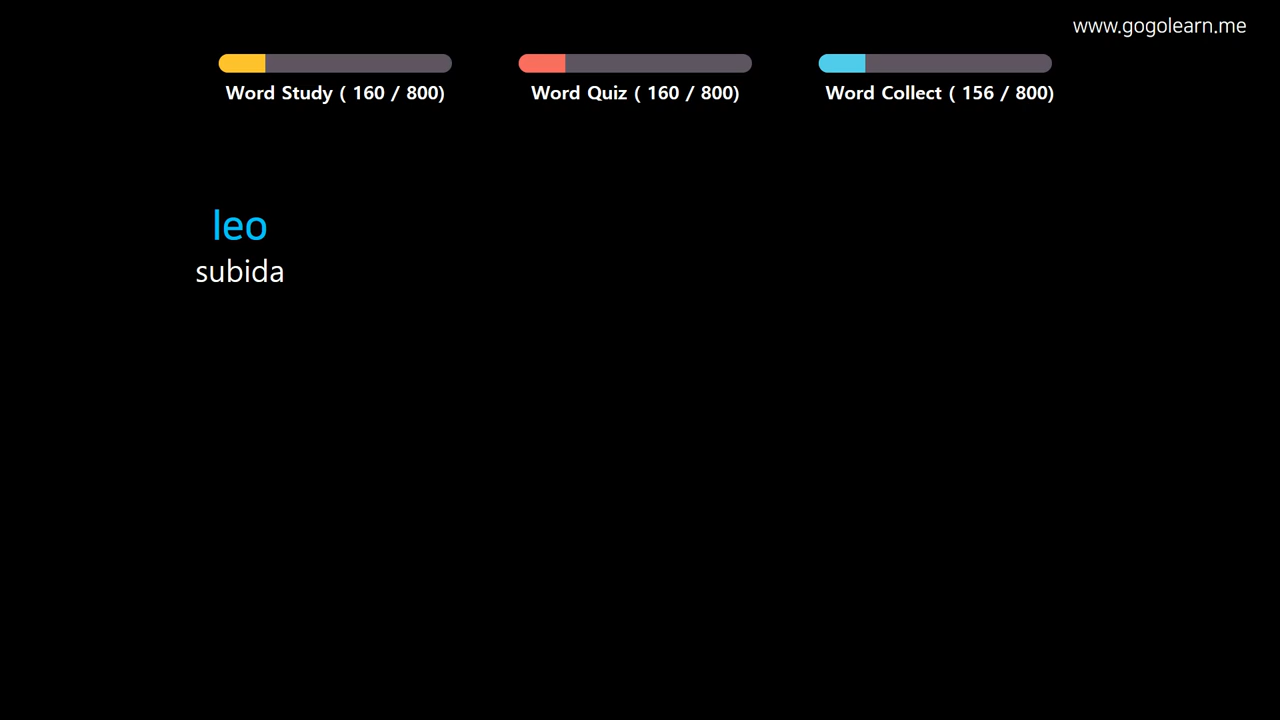 www.gogolearn.me
Word Study ( 160 / 800)
Word Quiz ( 160 / 800)
Word Collect ( 156 / 800)
leo
subida